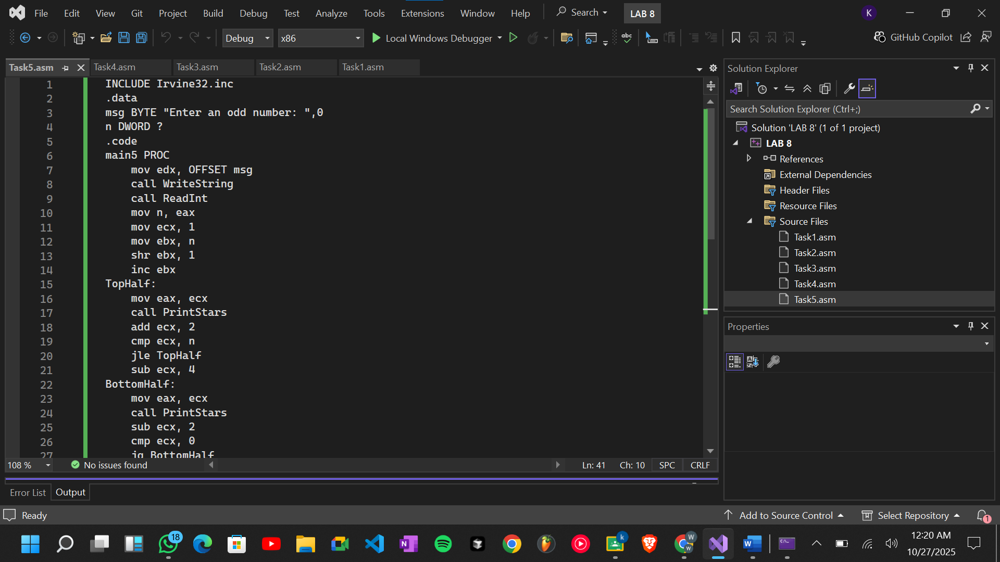 File Edit View Git Project Build Debug Test Analyze Tools Extensions Window Help Search LAB 8 K
Debug x86 Local Windows Debugger abc GitHub Copilot
Task5.asm Task4.asm Task3.asm Task2.asm Task1.asm
1 INCLUDE Irvine32.inc
2 .data
3 msg BYTE "Enter an odd number: ",0
4 n DWORD ?
5 .code
6 main5 PROC
7 mov edx, OFFSET msg
8 call WriteString
9 call ReadInt
10 mov n, eax
11 mov ecx, 1
12 mov ebx, n
13 shr ebx, 1
14 inc ebx
15 TopHalf:
16 mov eax, ecx
17 call PrintStars
18 add ecx, 2
19 cmp ecx, n
20 jle TopHalf
21 sub ecx, 4
22 BottomHalf:
23 mov eax, ecx
24 call PrintStars
25 sub ecx, 2
26 cmp ecx, 0
27 jg BottomHalf
108 % No issues found Ln: 41 Ch: 10 SPC CRLF
Error List Output
Solution Explorer
Search Solution Explorer (Ctrl+;)
Solution 'LAB 8' (1 of 1 project)
LAB 8
References
External Dependencies
Header Files
Resource Files
Source Files
Task1.asm
Task2.asm
Task3.asm
Task4.asm
Task5.asm
Properties
Ready Add to Source Control Select Repository 1
18 N k W W W C:\_
12:20 AM
10/27/2025